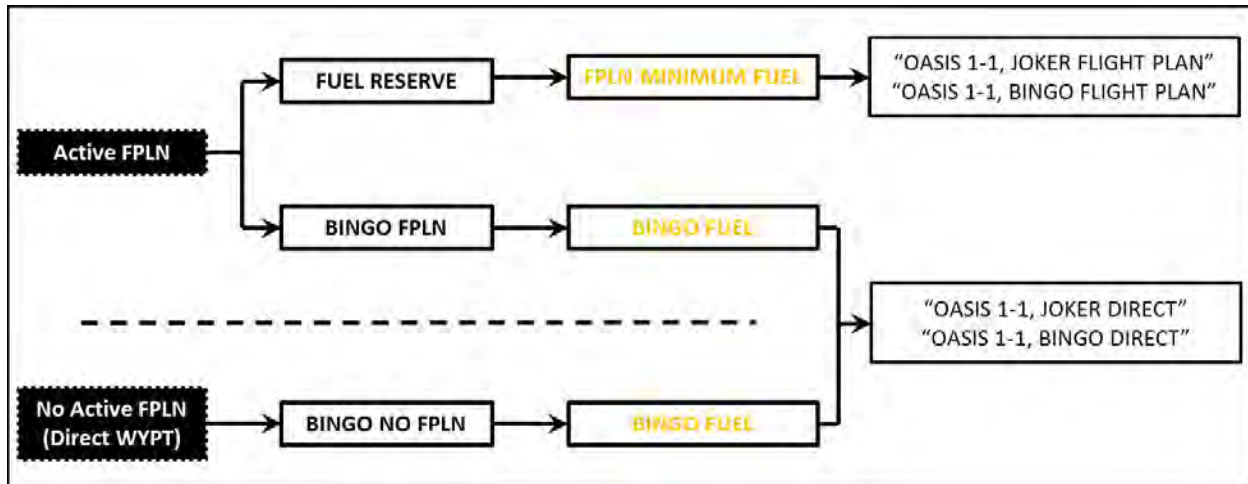 FUEL RESERVE
FPLN MINIMUM FUEL
“OASIS 1-1, JOKER FLIGHT PLAN”
“OASIS 1-1, BINGO FLIGHT PLAN”
Active FPLN
BINGO FPLN
BINGO FUEL
“OASIS 1-1, JOKER DIRECT”
“OASIS 1-1, BINGO DIRECT”
No Active FPLN
(Direct WYPT)
BINGO NO FPLN
BINGO FUEL